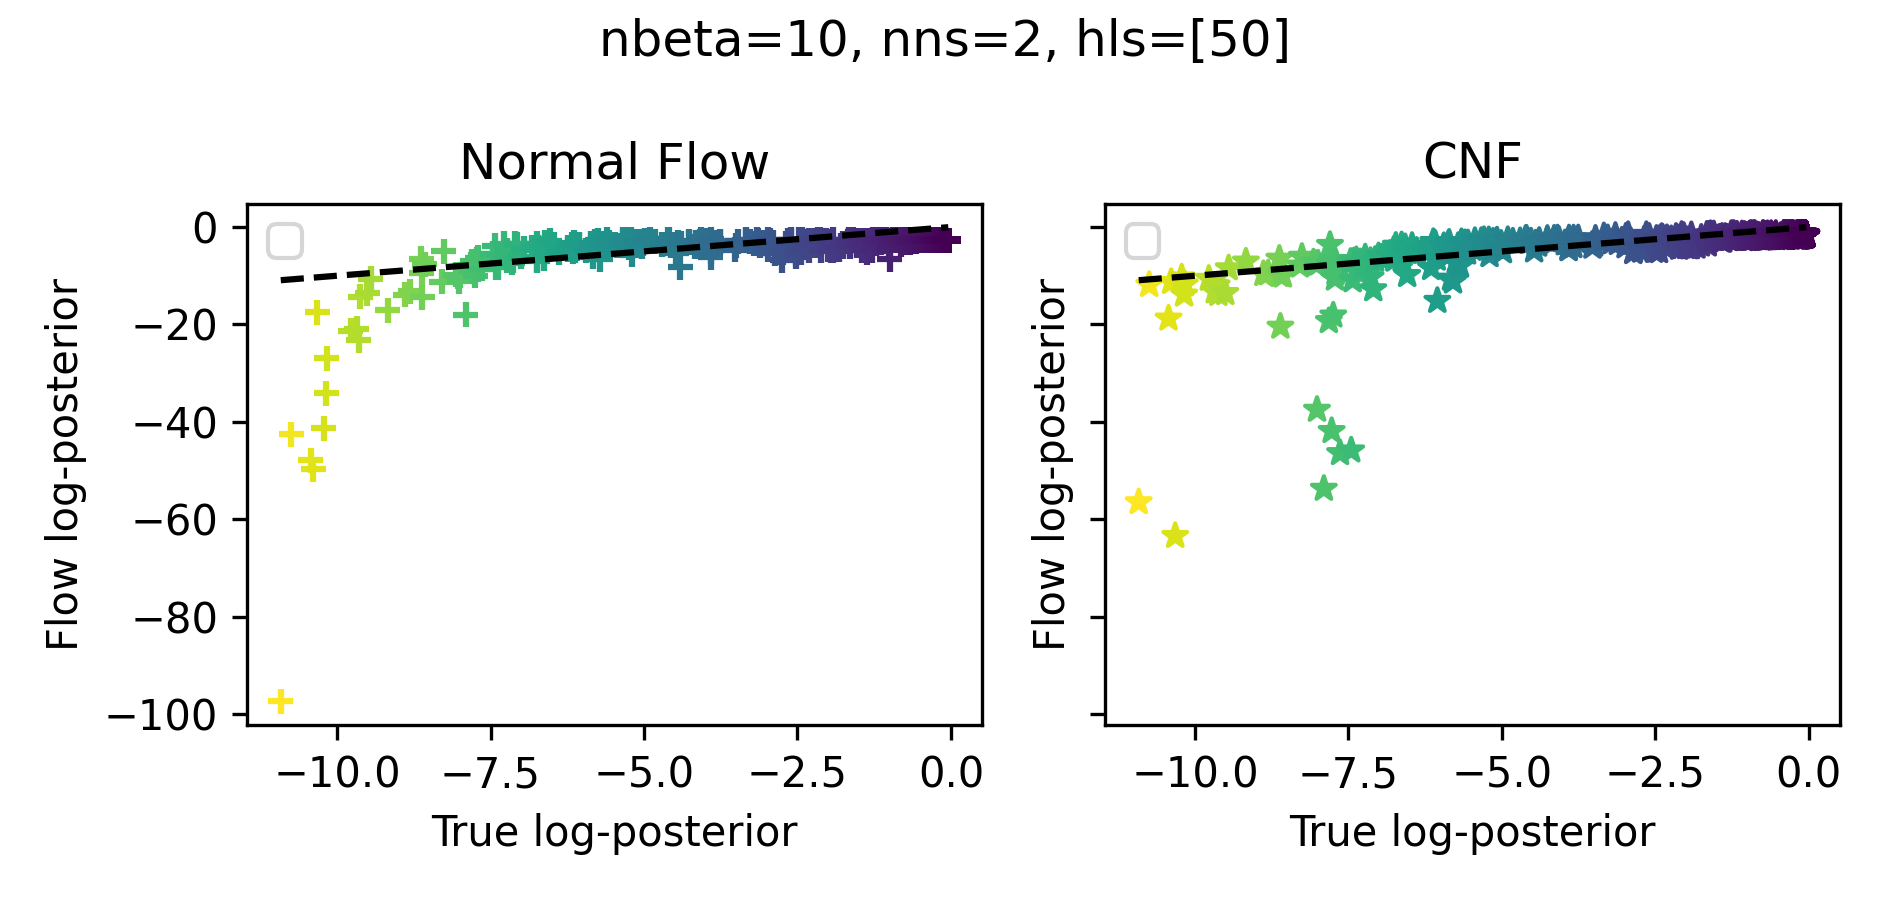 nbeta=10, nns=2, hls=[50]
Normal Flow
CNF
Flow log-posterior
0
−20
−40
−60
−80
−100
−10.0 −7.5 −5.0 −2.5 0.0
True log-posterior
Flow log-posterior
−10.0 −7.5 −5.0 −2.5 0.0
True log-posterior